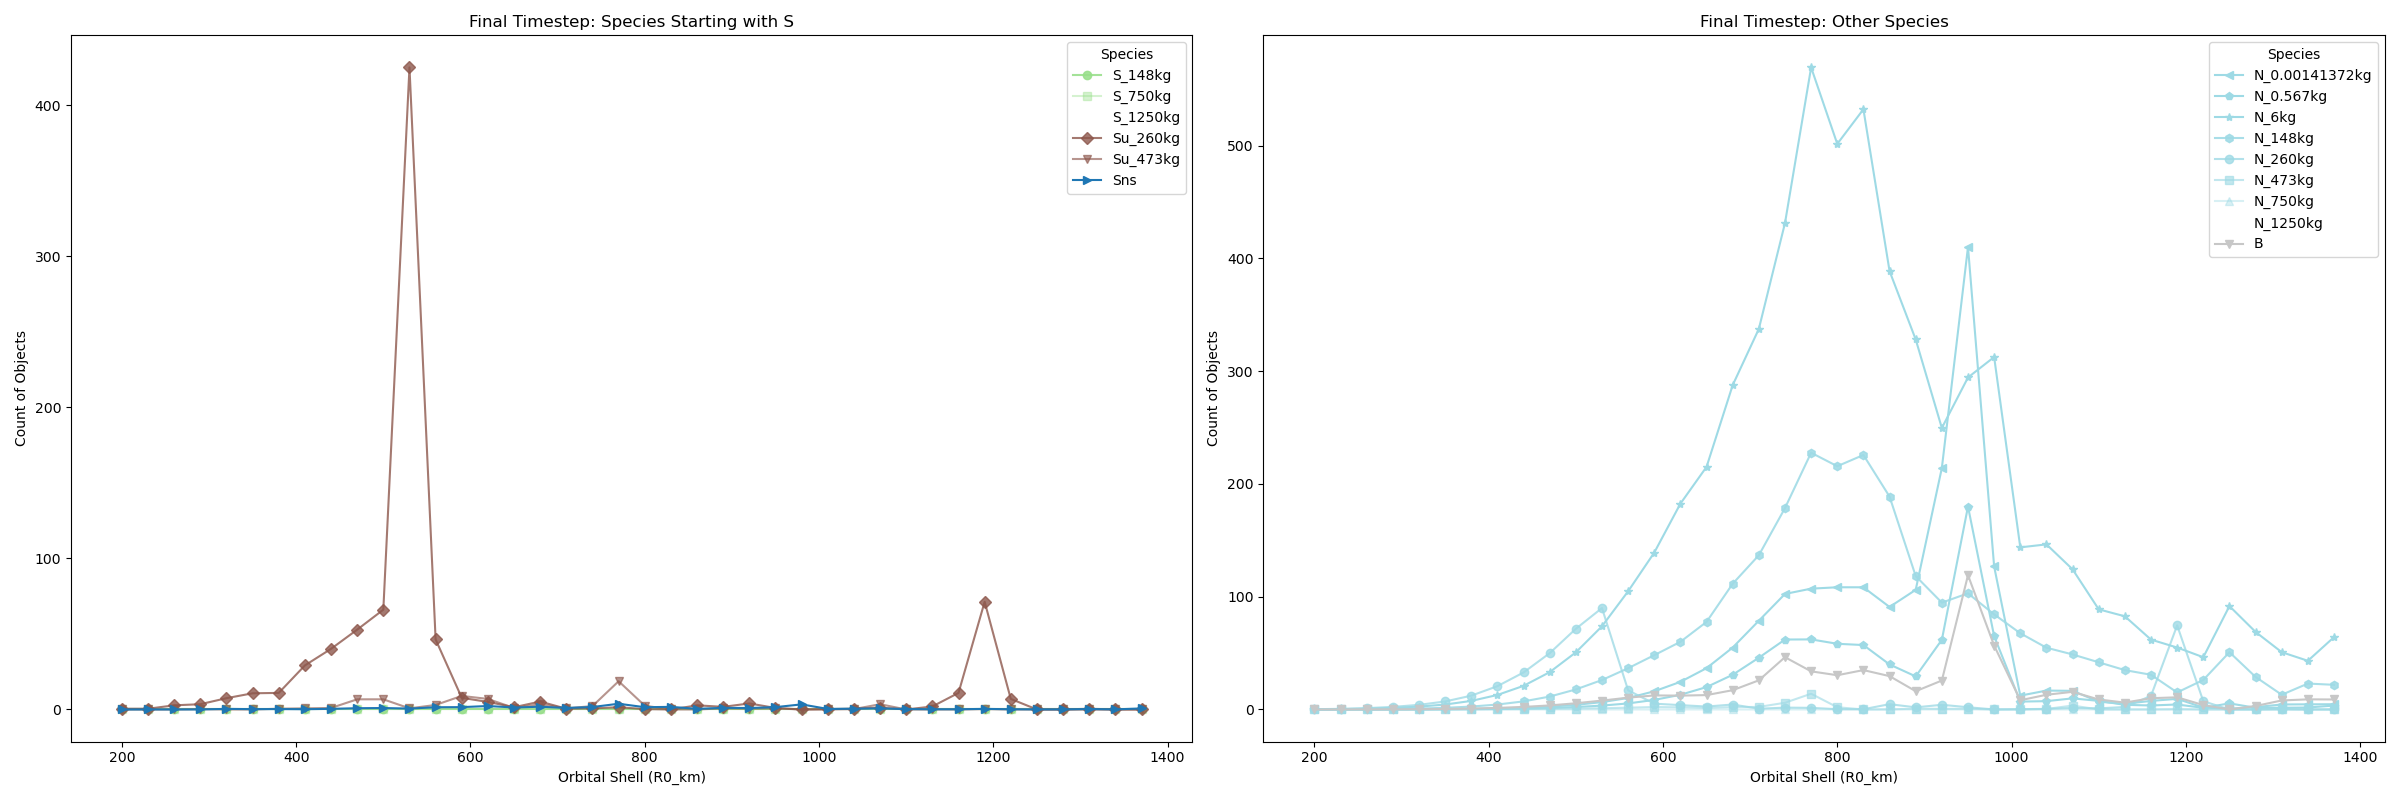 Final Timestep: Species Starting with S
Count of Objects
400
300
200
100
0
200 400 600 800 1000 1200 1400
Orbital Shell (R0_km)
Species
S_148kg
S_750kg
S_1250kg
Su_260kg
Su_473kg
Sns
Final Timestep: Other Species
Count of Objects
500
400
300
200
100
0
200 400 600 800 1000 1200 1400
Orbital Shell (R0_km)
Species
N_0.00141372kg
N_0.567kg
N_6kg
N_148kg
N_260kg
N_473kg
N_750kg
N_1250kg
B